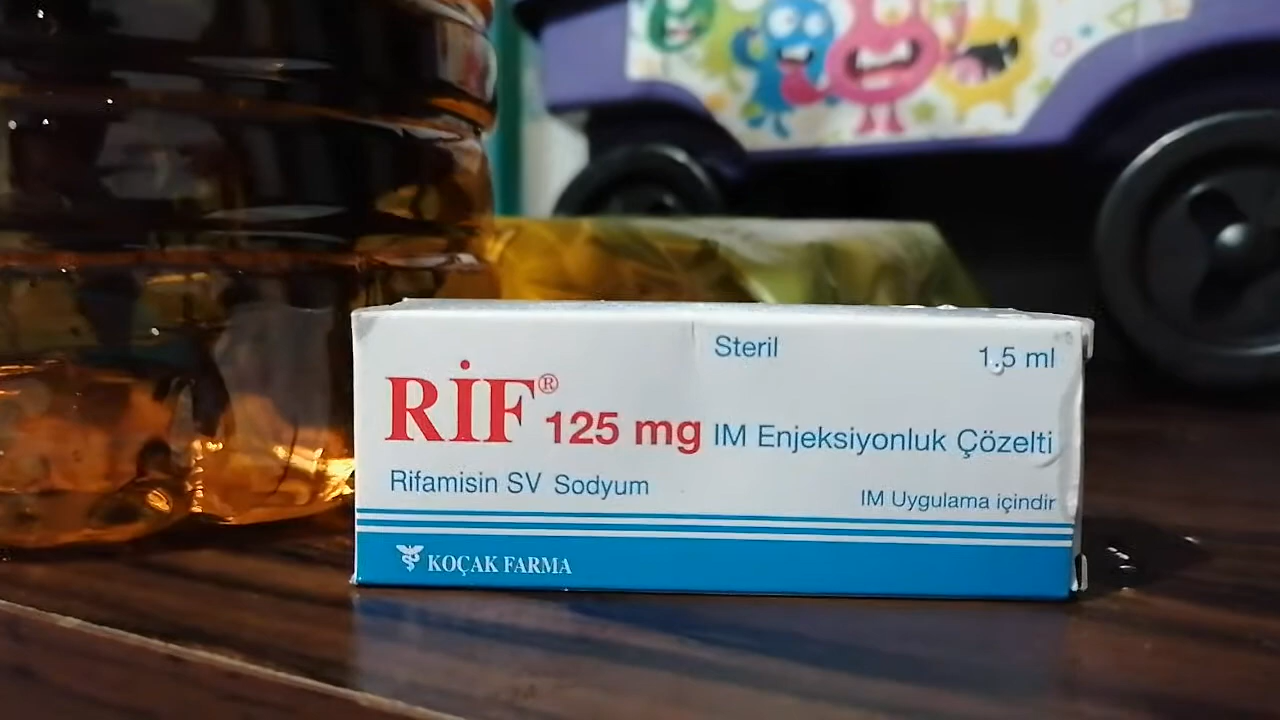 Steril 1.5 ml
RİF® 125 mg IM Enjeksiyonluk Çözelti
Rifamisin SV Sodyum
IM Uygulama içindir
KOÇAK FARMA